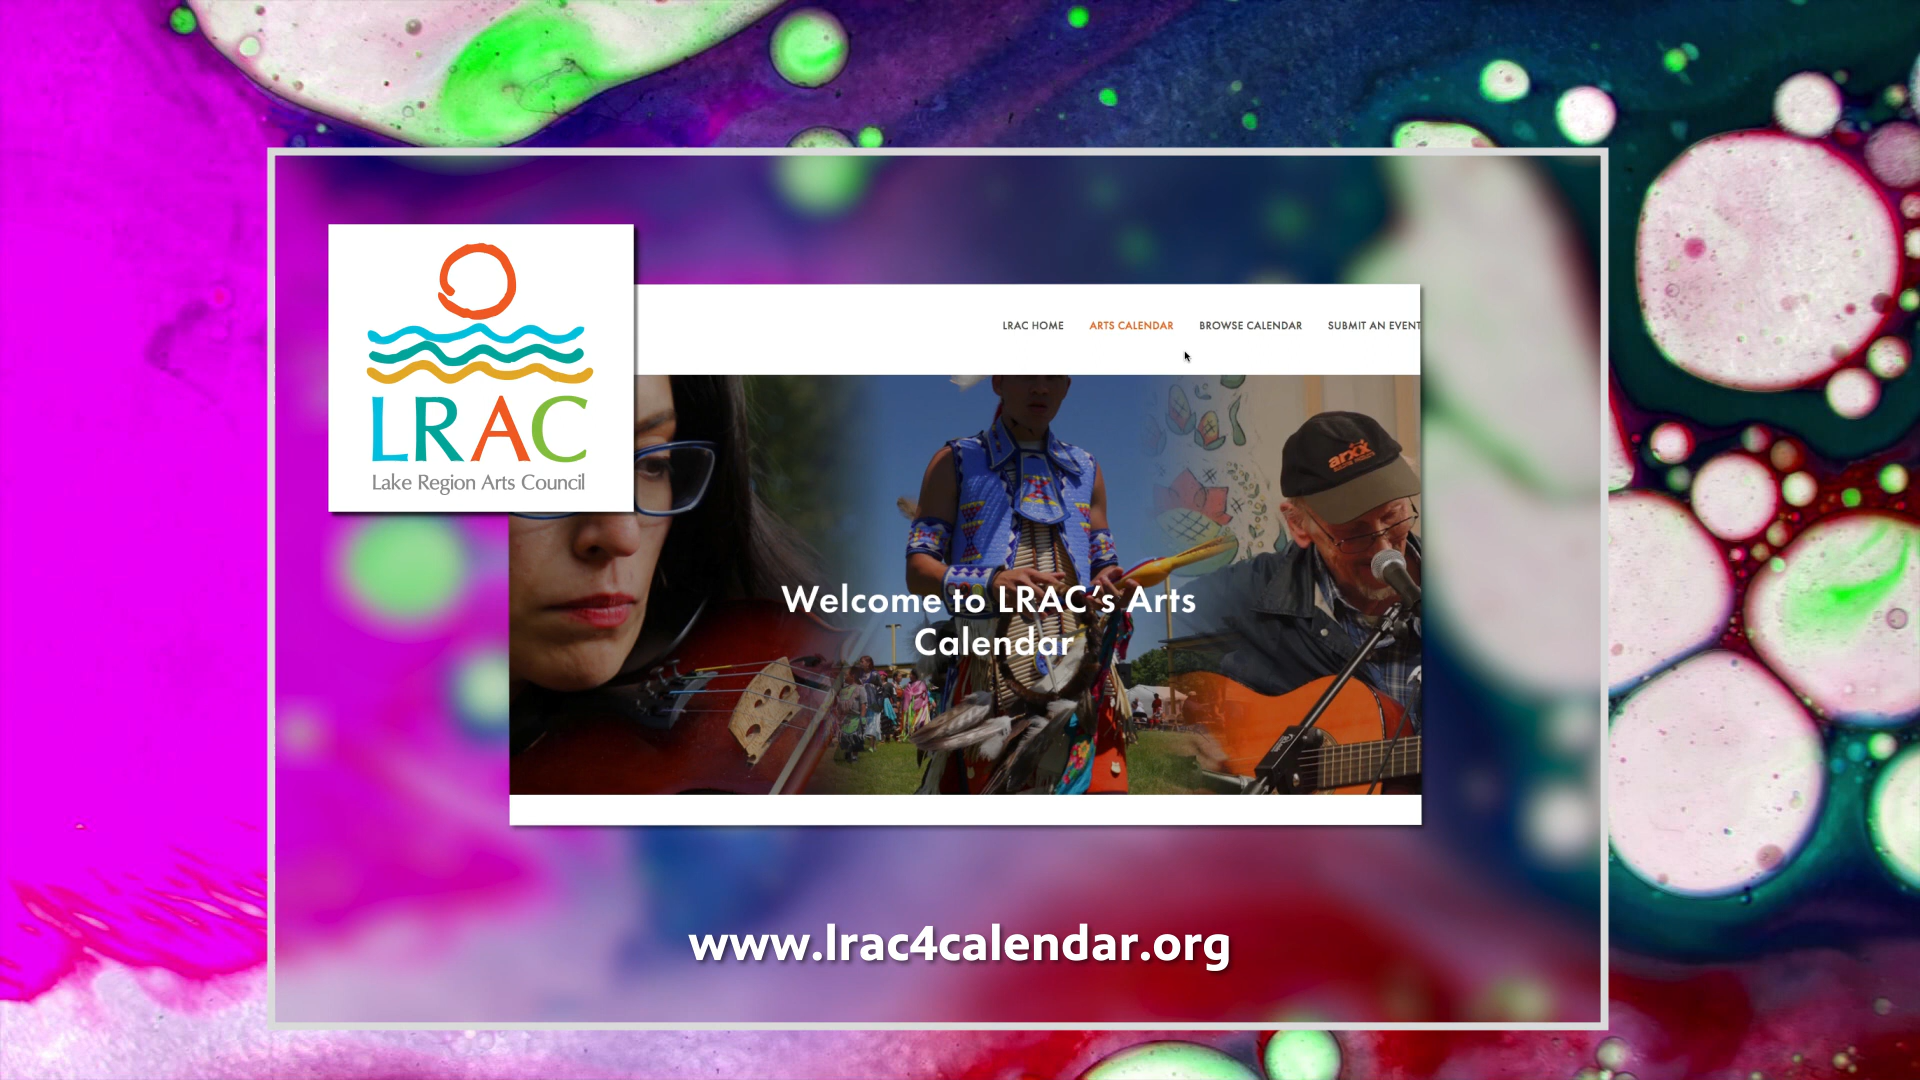 LRAC
Lake Region Arts Council
LRAC HOME ARTS CALENDAR BROWSE CALENDAR SUBMIT AN EVENT
arxx
Welcome to LRAC's Arts
Calendar
www.lrac4calendar.org